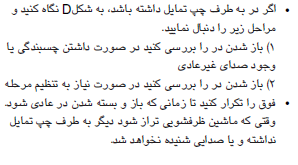 • اگر در به طرف چپ تمایل داشته باشد، به شکلD نگاه کنید و
مراحل زیر را دنبال نمایید.
۱) باز شدن در را بررسی کنید در صورت داشتن چسبندگی یا
وجود صدای غیرعادی
۲) باز شدن در را بررسی کنید در صورت نیاز به تنظیم مرحله
• فوق را تکرار کنید تا زمانی که باز و بسته شدن در عادی شود.
وقتی که ماشین ظرفشویی تراز شود دیگر به طرف چپ تمایل
نداشته و یا صدایی شنیده نخواهد شد.